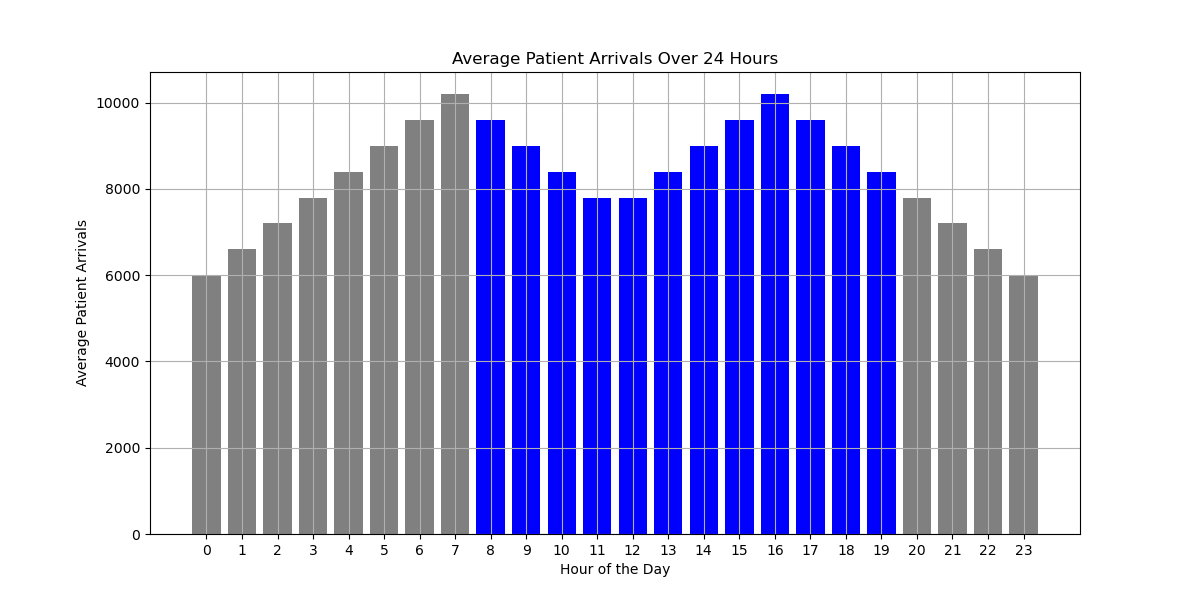 Average Patient Arrivals Over 24 Hours
Average Patient Arrivals
10000
8000
6000
4000
2000
0
0 1 2 3 4 5 6 7 8 9 10 11 12 13 14 15 16 17 18 19 20 21 22 23
Hour of the Day